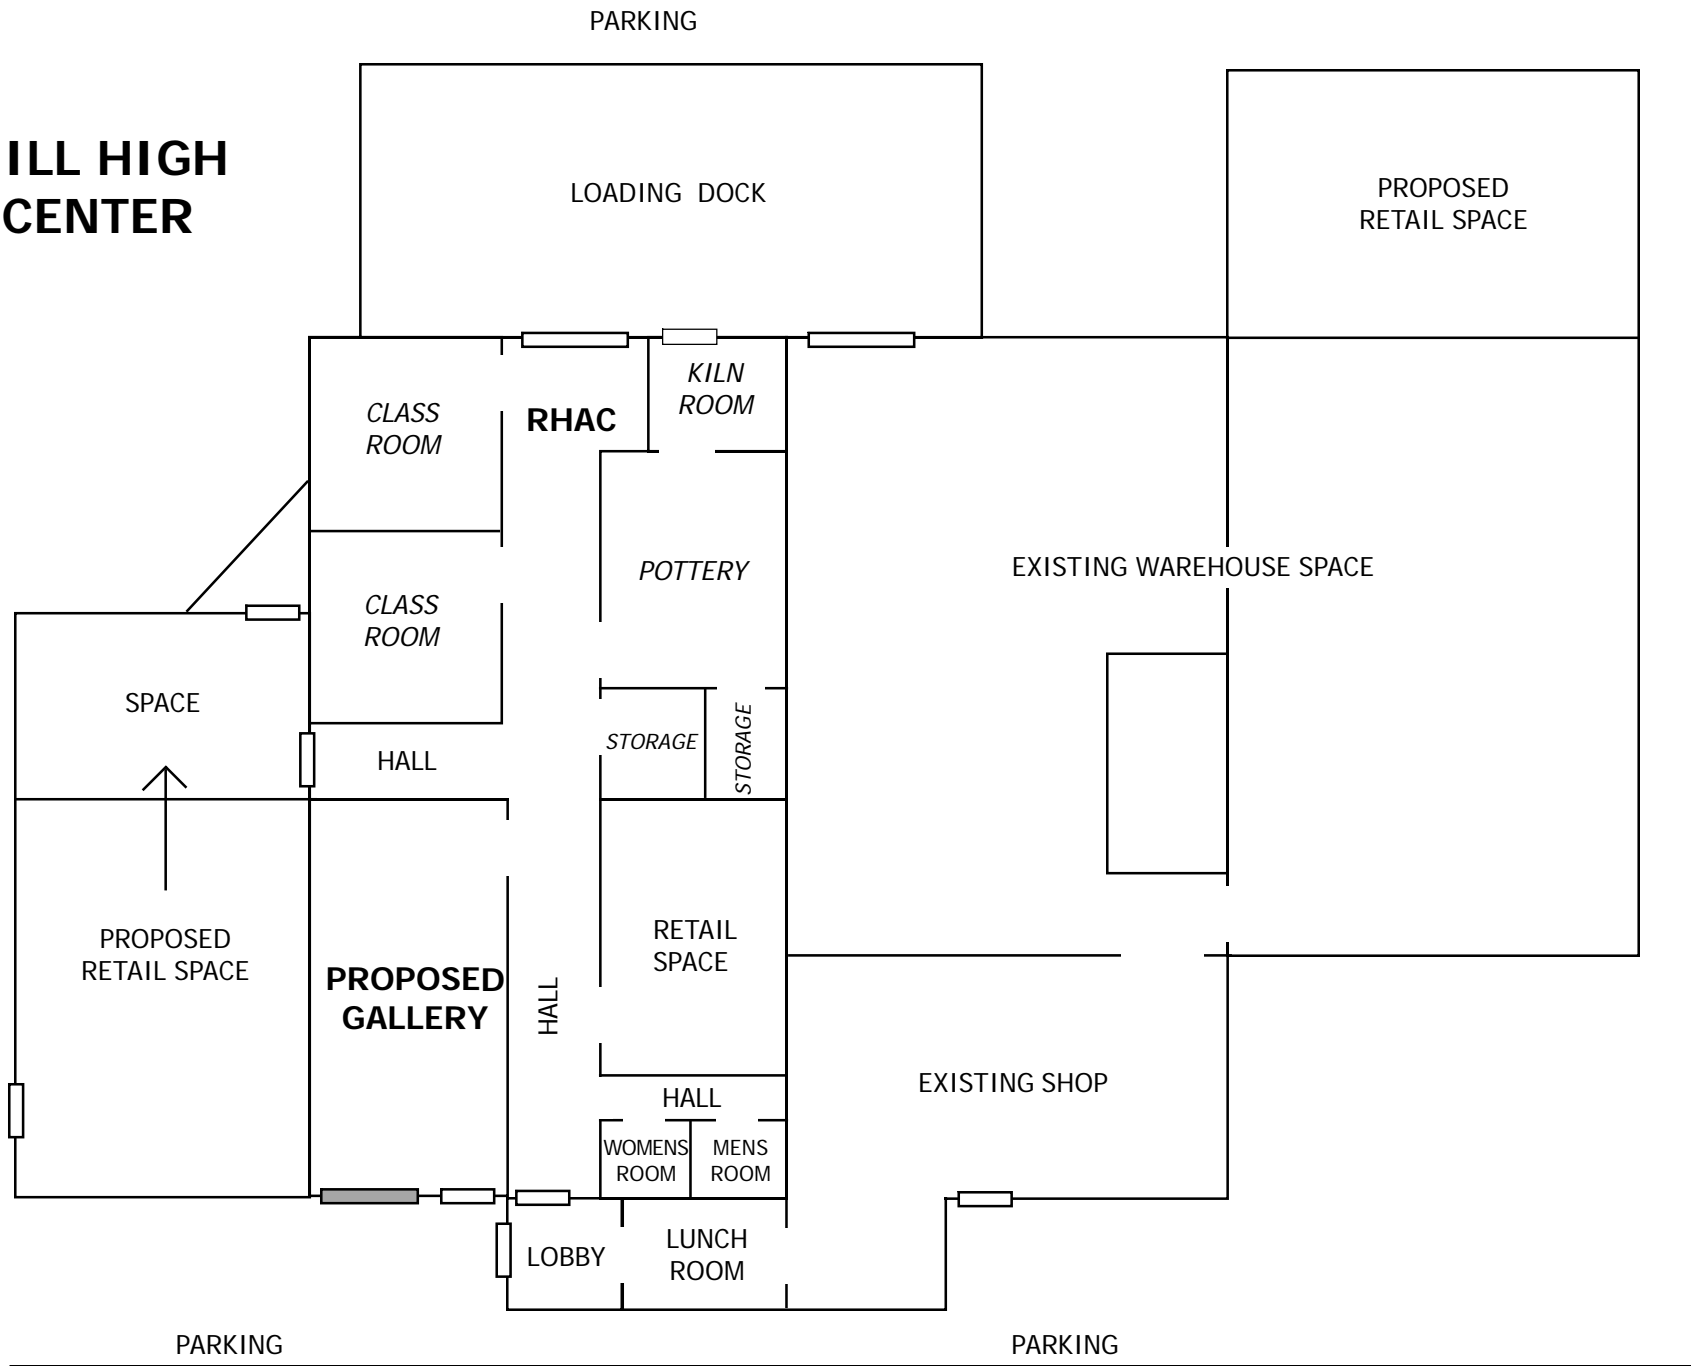 PARKING
ILL HIGH
CENTER
LOADING DOCK
PROPOSED
RETAIL SPACE
KILN
ROOM
CLASS
ROOM
RHAC
EXISTING WAREHOUSE SPACE
POTTERY
CLASS
ROOM
SPACE
STORAGE
STORAGE
HALL
RETAIL
SPACE
PROPOSED
RETAIL SPACE
PROPOSED
GALLERY
HALL
EXISTING SHOP
HALL
WOMENS
ROOM
MENS
ROOM
LOBBY
LUNCH
ROOM
PARKING
PARKING